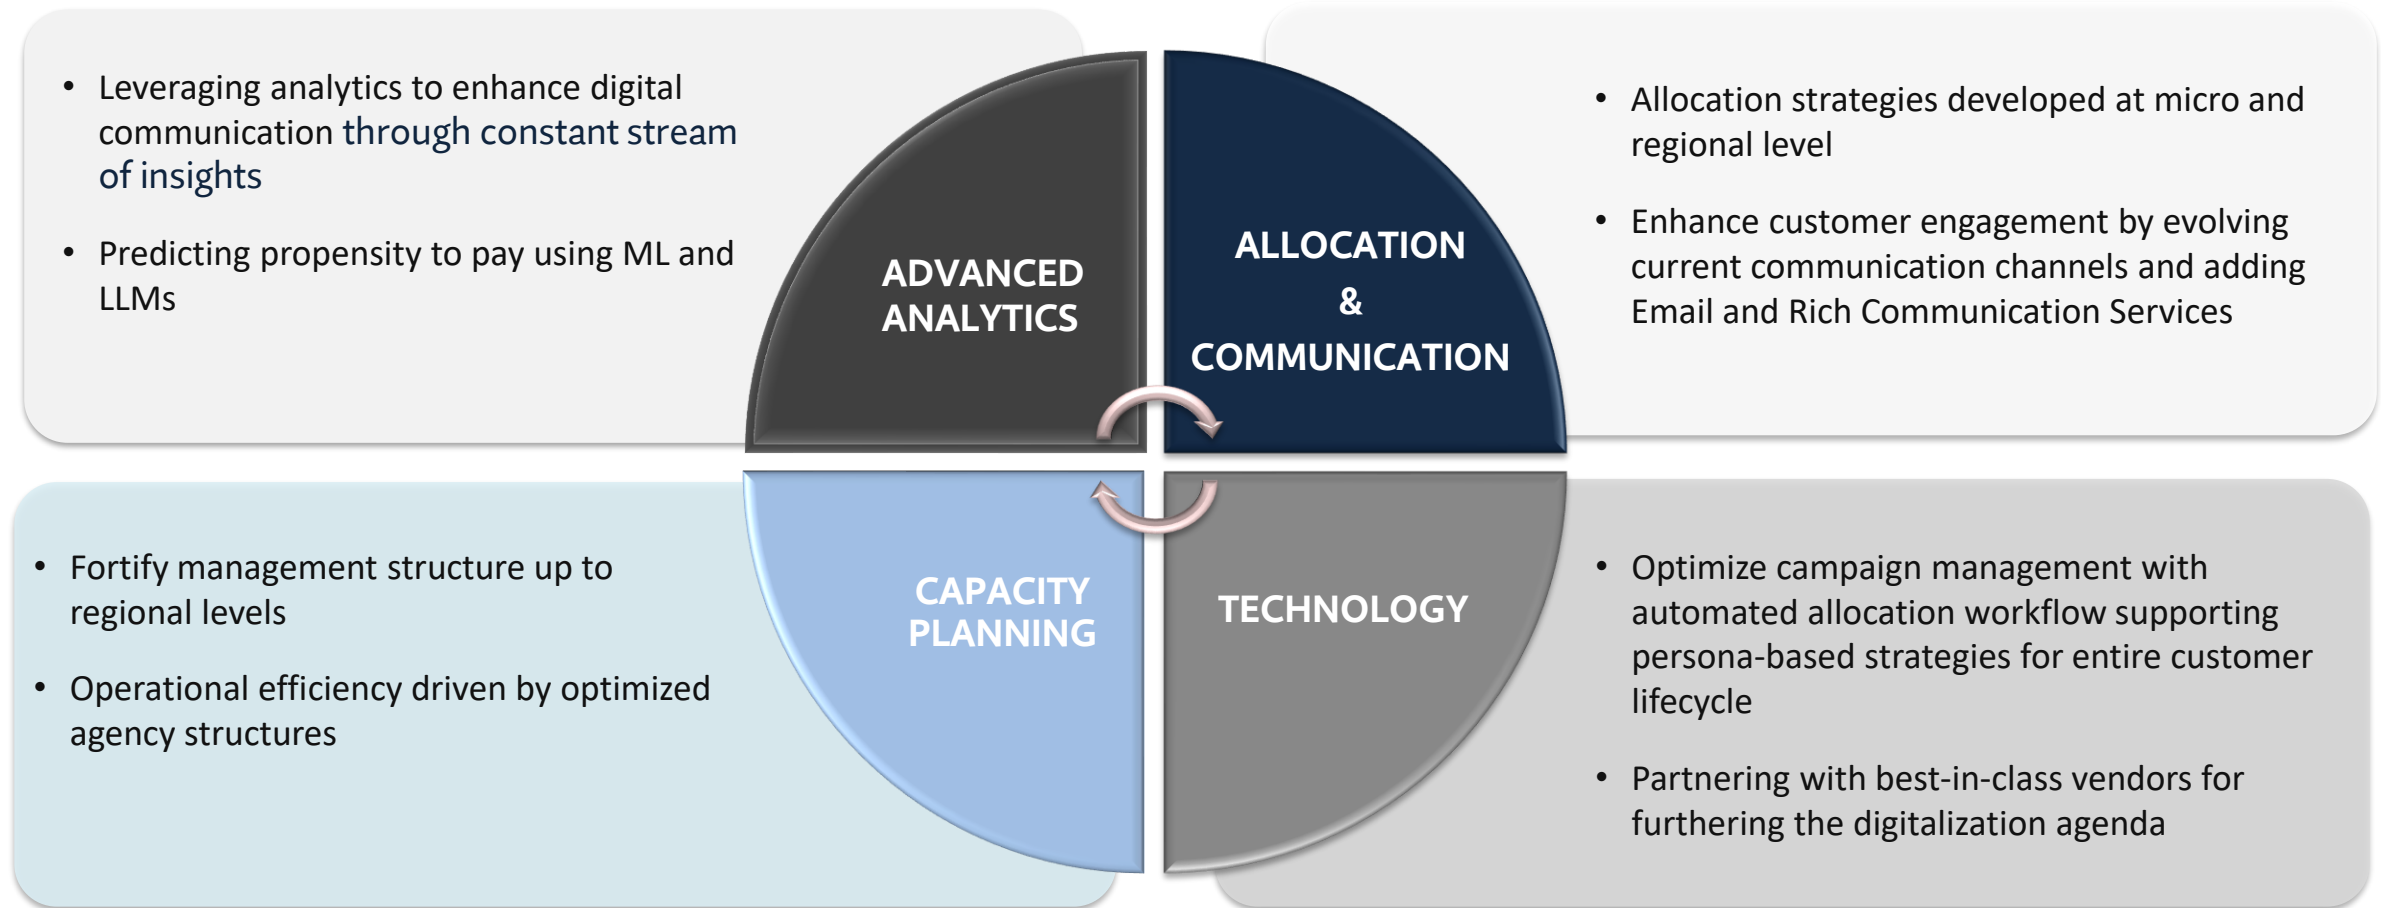 • Leveraging analytics to enhance digital
communication through constant stream
of insights
• Predicting propensity to pay using ML and
LLMs
ADVANCED
ANALYTICS
ALLOCATION
&
COMMUNICATION
• Allocation strategies developed at micro and
regional level
• Enhance customer engagement by evolving
current communication channels and adding
Email and Rich Communication Services
• Fortify management structure up to
regional levels
• Operational efficiency driven by optimized
agency structures
CAPACITY
PLANNING
TECHNOLOGY
• Optimize campaign management with
automated allocation workflow supporting
persona-based strategies for entire customer
lifecycle
• Partnering with best-in-class vendors for
furthering the digitalization agenda